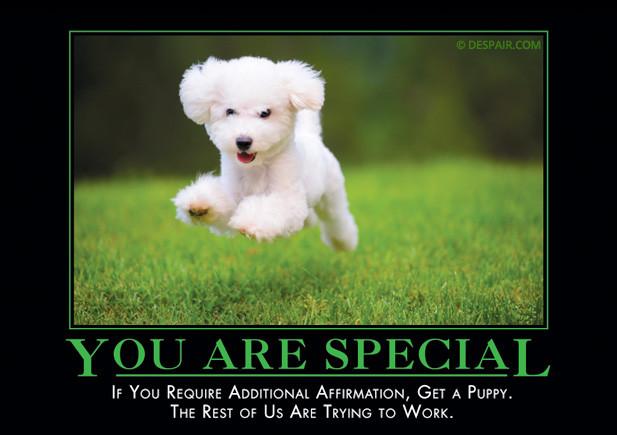 © DESPAIR.COM
YOU ARE SPECIAL
IF YOU REQUIRE ADDITIONAL AFFIRMATION, GET A PUPPY.
THE REST OF US ARE TRYING TO WORK.